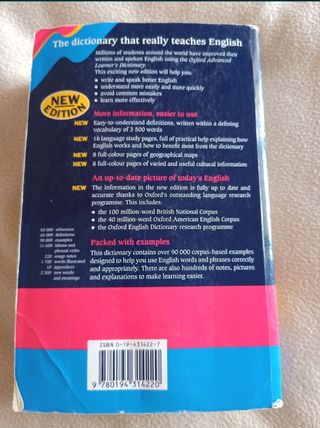 The dictionary that really teaches English
Millions of students around the world have improved their
written and spoken English using the Oxford Advanced
Learner's Dictionary.
This exciting new edition will help you:
• write and speak better English
• understand more easily and more quickly
• avoid common mistakes
• learn more effectively
NEW
EDITION
More information, easier to use
NEW Easy-to-understand definitions, written within a defining
vocabulary of 3 500 words
NEW 16 language study pages, full of practical help explaining how
English works and how to benefit most from the dictionary
NEW 8 full-colour pages of geographical maps
NEW 8 full-colour pages of varied and useful cultural information
An up-to-date picture of today's English
NEW The information in the new edition is fully up to date and
accurate thanks to Oxford's outstanding language research
programme. This includes:
• the 100 million-word British National Corpus
• the 40 million-word Oxford American English Corpus
• the Oxford English Dictionary research programme
Packed with examples
This dictionary contains over 90 000 corpus-based examples
designed to help you use English words and phrases correctly
and appropriately. There are also hundreds of notes, pictures
and explanations to make learning easier.
63 000 references
65 000 definitions
90 000 examples
11 600 idioms and
phrasal verbs
220 usage notes
1 700 words illustrated
10 appendices
2 300 new words
and meanings
ISBN 0-19-431422-7
9 780194 314220